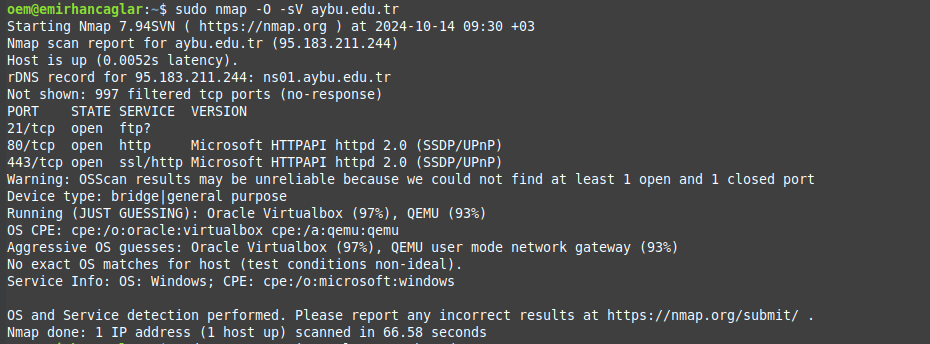 oem@emirhancaglar:~$ sudo nmap -O -sV aybu.edu.tr
Starting Nmap 7.94SVN ( https://nmap.org ) at 2024-10-14 09:30 +03
Nmap scan report for aybu.edu.tr (95.183.211.244)
Host is up (0.0052s latency).
rDNS record for 95.183.211.244: ns01.aybu.edu.tr
Not shown: 997 filtered tcp ports (no-response)
PORT    STATE SERVICE  VERSION
21/tcp  open  ftp?
80/tcp  open  http     Microsoft HTTPAPI httpd 2.0 (SSDP/UPnP)
443/tcp open  ssl/http Microsoft HTTPAPI httpd 2.0 (SSDP/UPnP)
Warning: OSScan results may be unreliable because we could not find at least 1 open and 1 closed port
Device type: bridge|general purpose
Running (JUST GUESSING): Oracle Virtualbox (97%), QEMU (93%)
OS CPE: cpe:/o:oracle:virtualbox cpe:/a:qemu:qemu
Aggressive OS guesses: Oracle Virtualbox (97%), QEMU user mode network gateway (93%)
No exact OS matches for host (test conditions non-ideal).
Service Info: OS: Windows; CPE: cpe:/o:microsoft:windows

OS and Service detection performed. Please report any incorrect results at https://nmap.org/submit/ .
Nmap done: 1 IP address (1 host up) scanned in 66.58 seconds